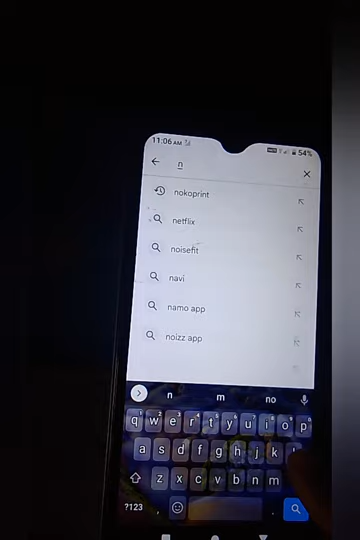 11:06 AM 54%
n
nokoprint
netflix
noisefit
navi
namo app
noizz app
n m no
q w e r t y u i o p
a s d f g h j k l
z x c v b n m
?123 , .